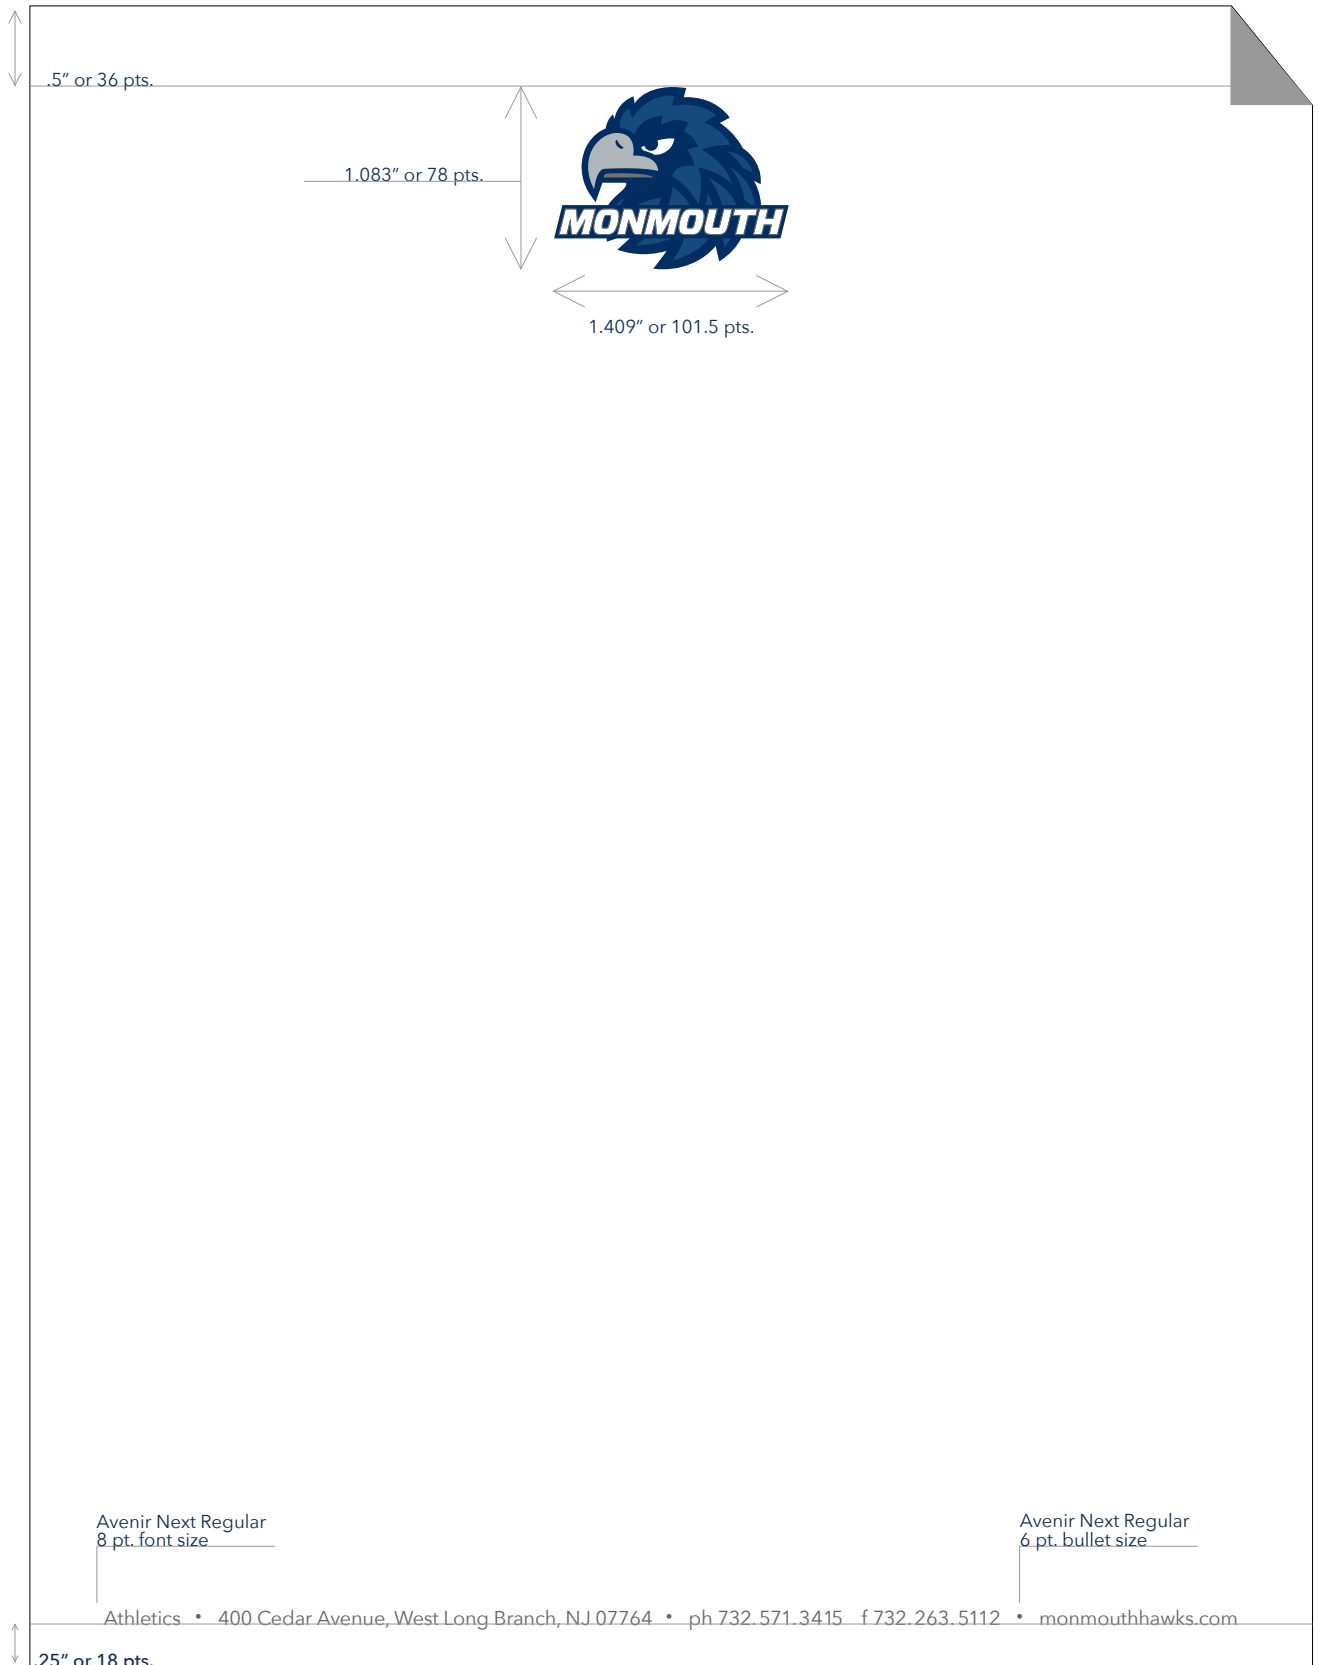 .5” or 36 pts.
1.083” or 78 pts.
MONMOUTH
1.409” or 101.5 pts.
Avenir Next Regular
8 pt. font size
Avenir Next Regular
6 pt. bullet size
Athletics • 400 Cedar Avenue, West Long Branch, NJ 07764 • ph 732.571.3415 f 732.263.5112 • monmouthhawks.com
.25” or 18 pts.